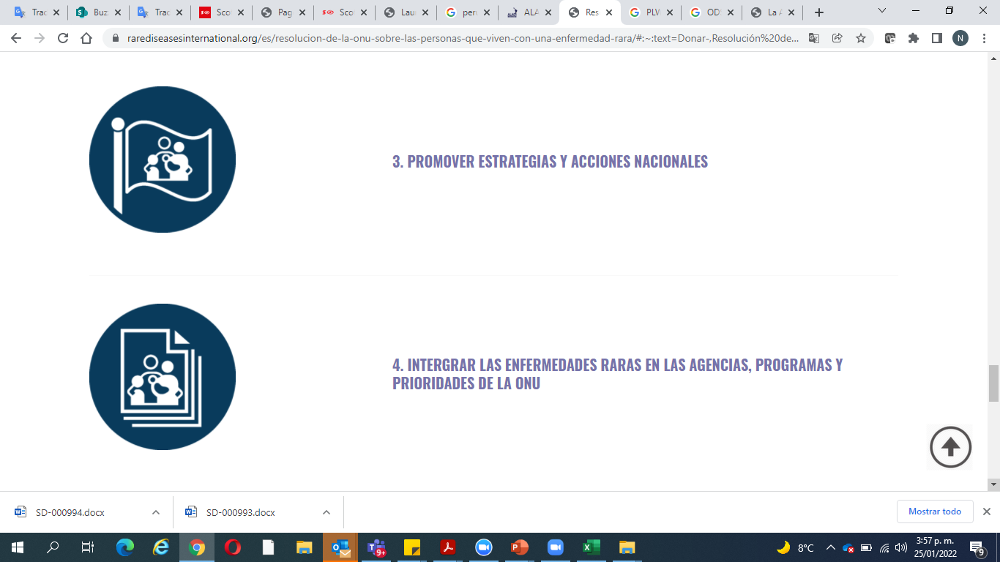 Trac
Buz
Trac
Sco
Pag
Sco
Lau
per
ALA
Res
PLW
OD
La A
rarediseasesinternational.org/es/resolucion-de-la-onu-sobre-las-personas-que-viven-con-una-enfermedad-rara/#:~:text=Donar-,Resolución%20de...
N
3. PROMOVER ESTRATEGIAS Y ACCIONES NACIONALES
4. INTERGRAR LAS ENFERMEDADES RARAS EN LAS AGENCIAS, PROGRAMAS Y
PRIORIDADES DE LA ONU
SD-000994.docx
SD-000993.docx
Mostrar todo
9+
8°C
3:57 p. m.
25/01/2022
9